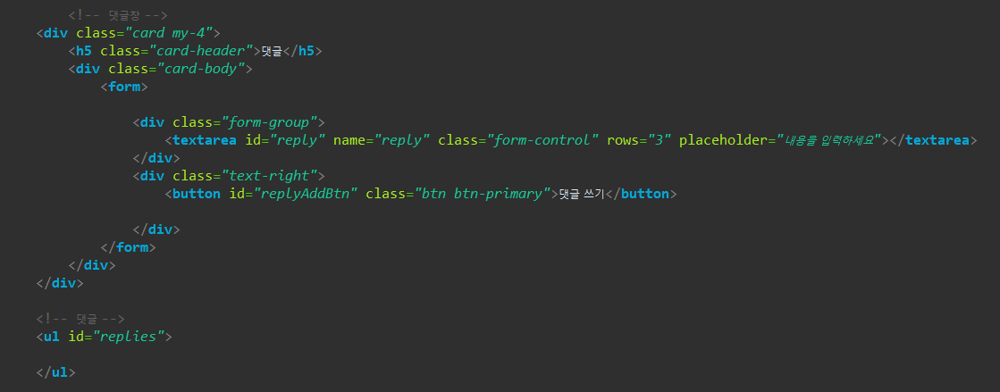 <!-- 댓글창 -->
<div class="card my-4">
<h5 class="card-header">댓글</h5>
<div class="card-body">
<form>
<div class="form-group">
<textarea id="reply" name="reply" class="form-control" rows="3" placeholder="내용을 입력하세요"></textarea>
</div>
<div class="text-right">
<button id="replyAddBtn" class="btn btn-primary">댓글 쓰기</button>
</div>
</form>
</div>
</div>
<!-- 댓글 -->
<ul id="replies">
</ul>